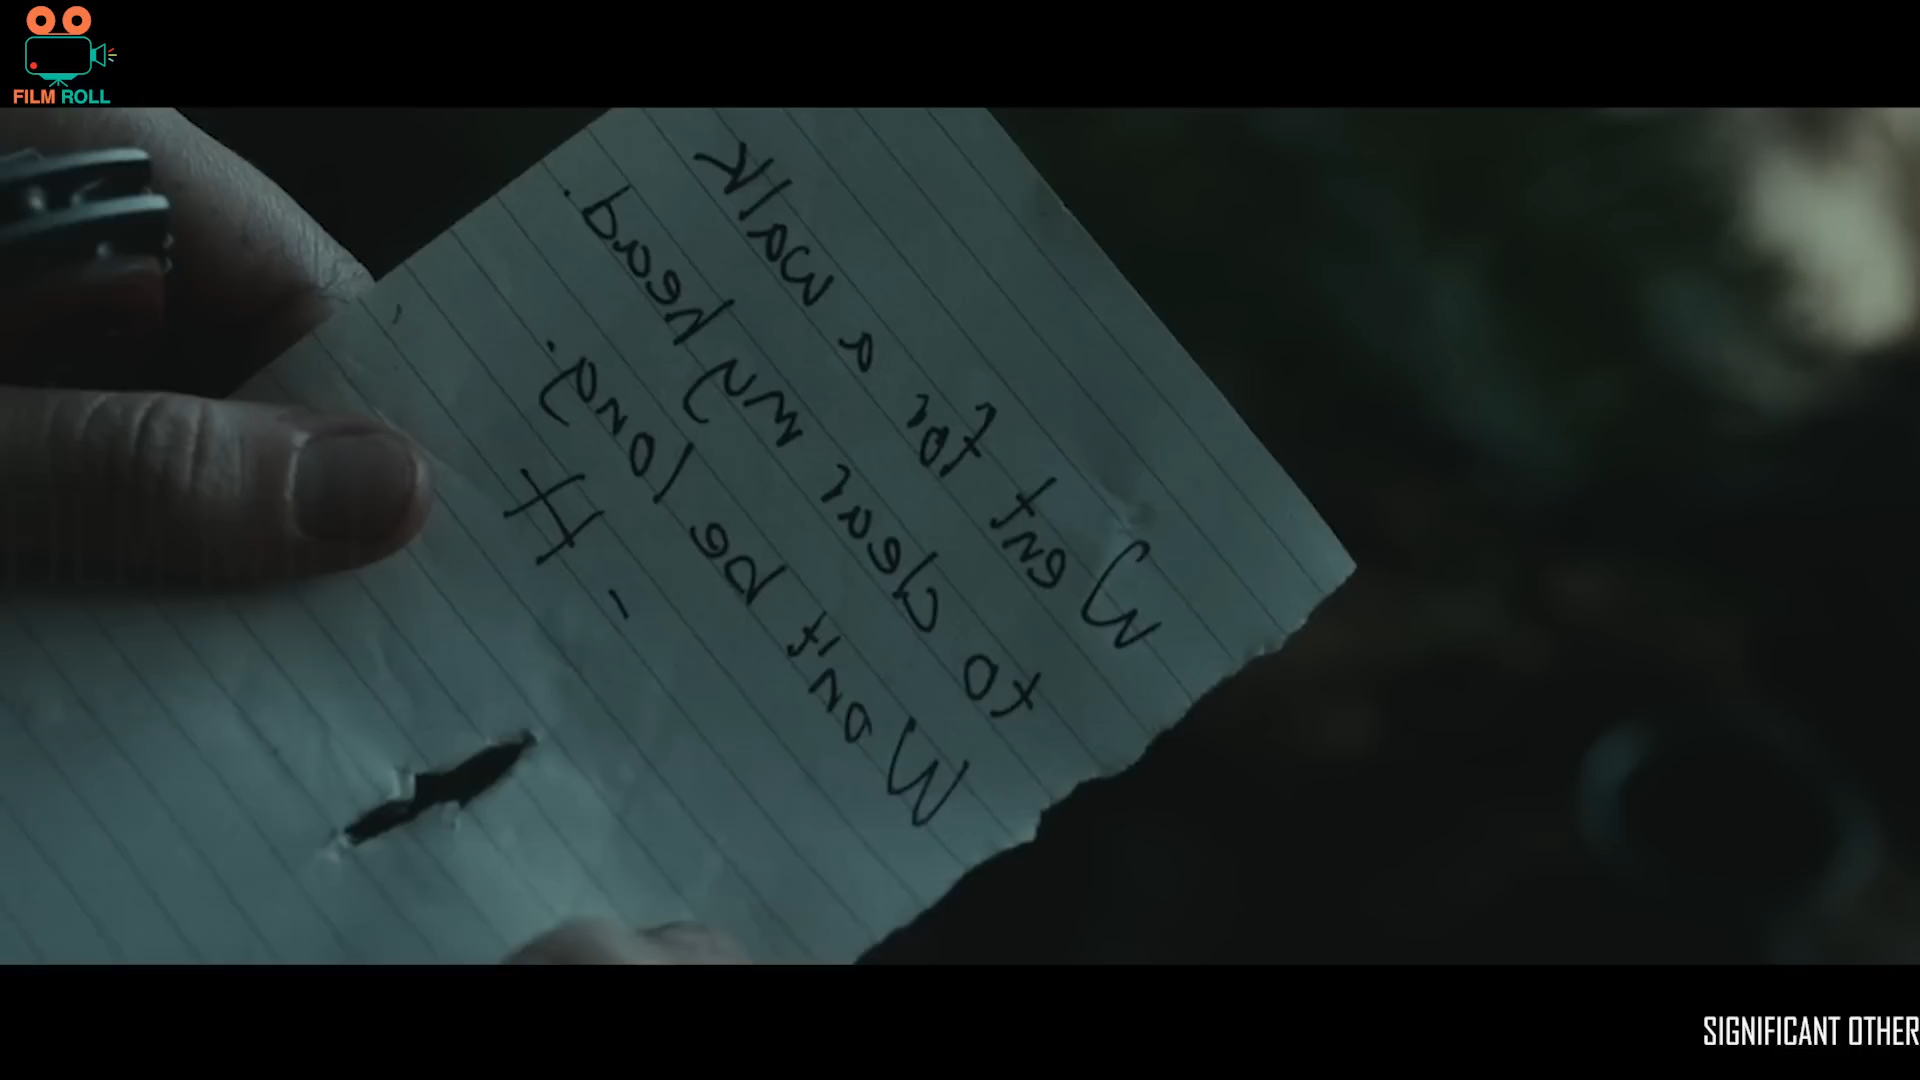 FILM ROLL
Went for a walk
to clear my head.
Won't be long.
- H
SIGNIFICANT OTHER